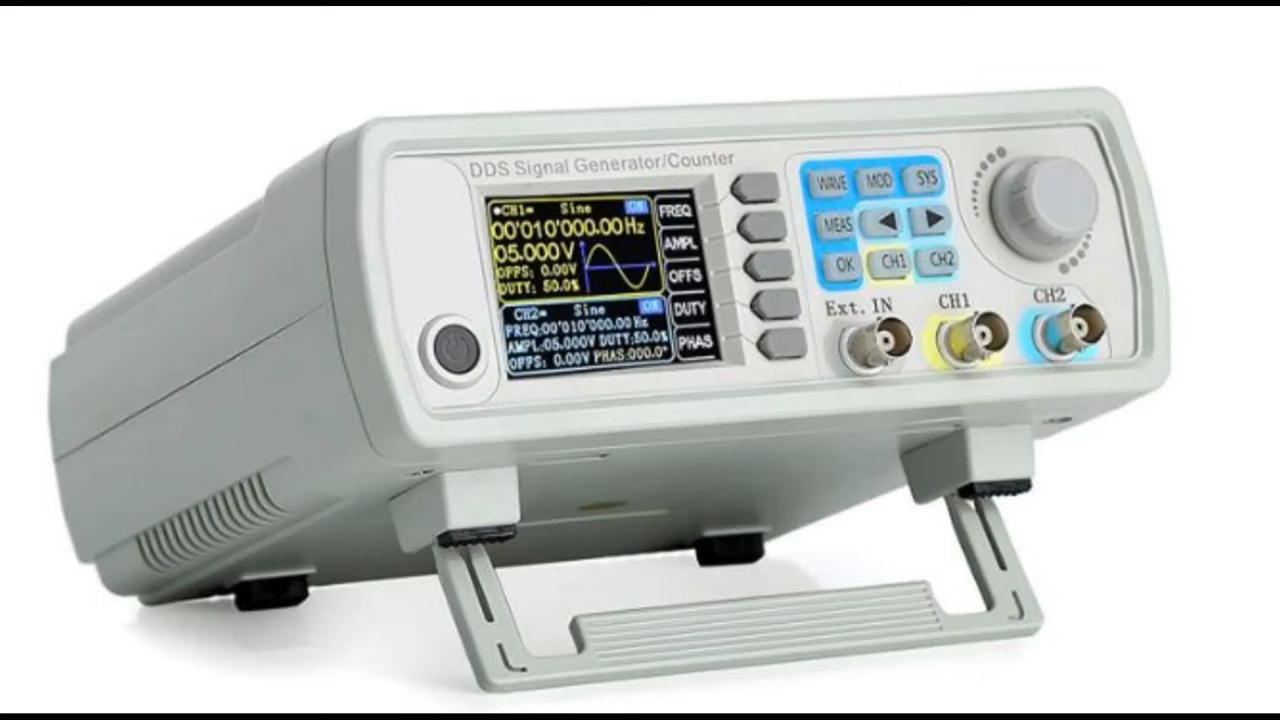 DDS Signal Generator/Counter
CH1= Sine ON
00'010'000.00Hz
05.000V
OFFS: 0.00V
DUTY: 50.0%
CH2= Sine ON
FREQ:00'010'000.00Hz
AMPL:05.000V DUTY:50.0%
OFFS: 0.00V PHAS:000.0°
FREQ
AMPL
OFFS
DUTY
PHAS
WAVE MOD SYS
MEAS ◀ ▶
OK CH1 CH2
Ext. IN CH1 CH2